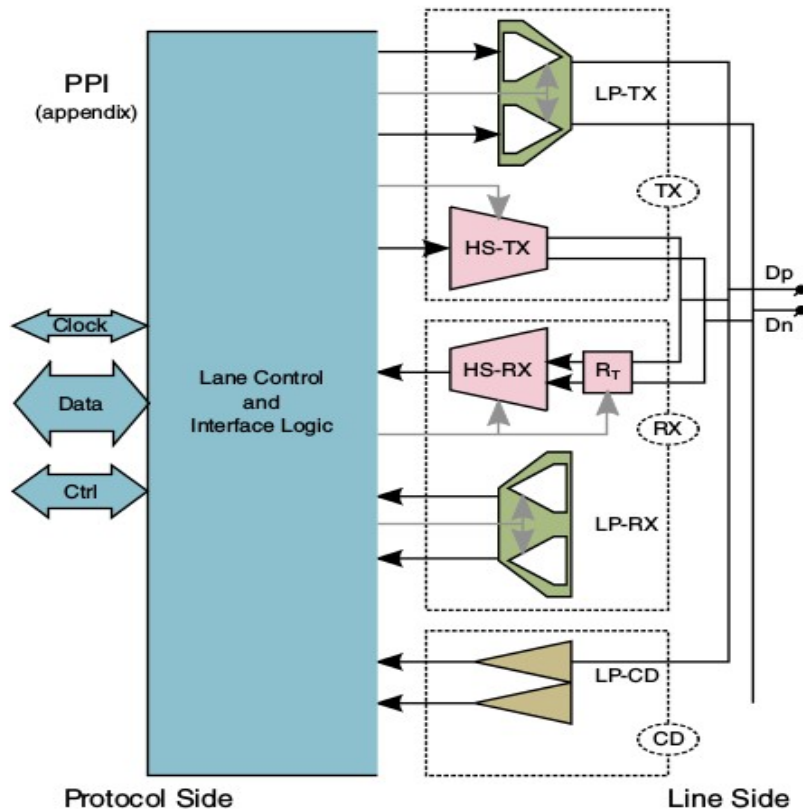 PPI
(appendix)
LP-TX
TX
HS-TX
Dp
Dn
Clock
Data
Ctrl
Lane Control
and
Interface Logic
HS-RX
RT
RX
LP-RX
LP-CD
CD
Protocol Side
Line Side